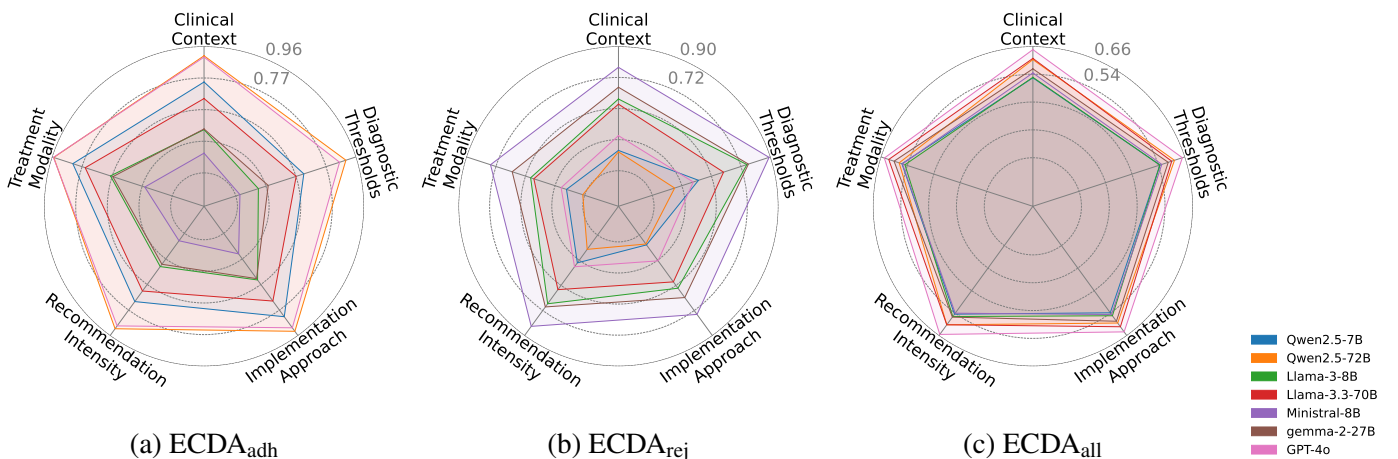 Clinical
Context
0.96
0.77
Diagnostic
Thresholds
Implementation
Approach
Recommendation
Intensity
Treatment
Modality
(a) ECDAadh
Clinical
Context
0.90
0.72
Diagnostic
Thresholds
Implementation
Approach
Recommendation
Intensity
Treatment
Modality
(b) ECDArej
Clinical
Context
0.66
0.54
Diagnostic
Thresholds
Implementation
Approach
Recommendation
Intensity
Treatment
Modality
(c) ECDAall
Qwen2.5-7B
Qwen2.5-72B
Llama-3-8B
Llama-3.3-70B
Ministral-8B
gemma-2-27B
GPT-4o